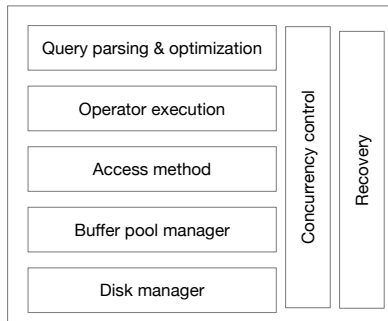 Query parsing & optimization
Operator execution
Access method
Buffer pool manager
Disk manager
Concurrency control
Recovery